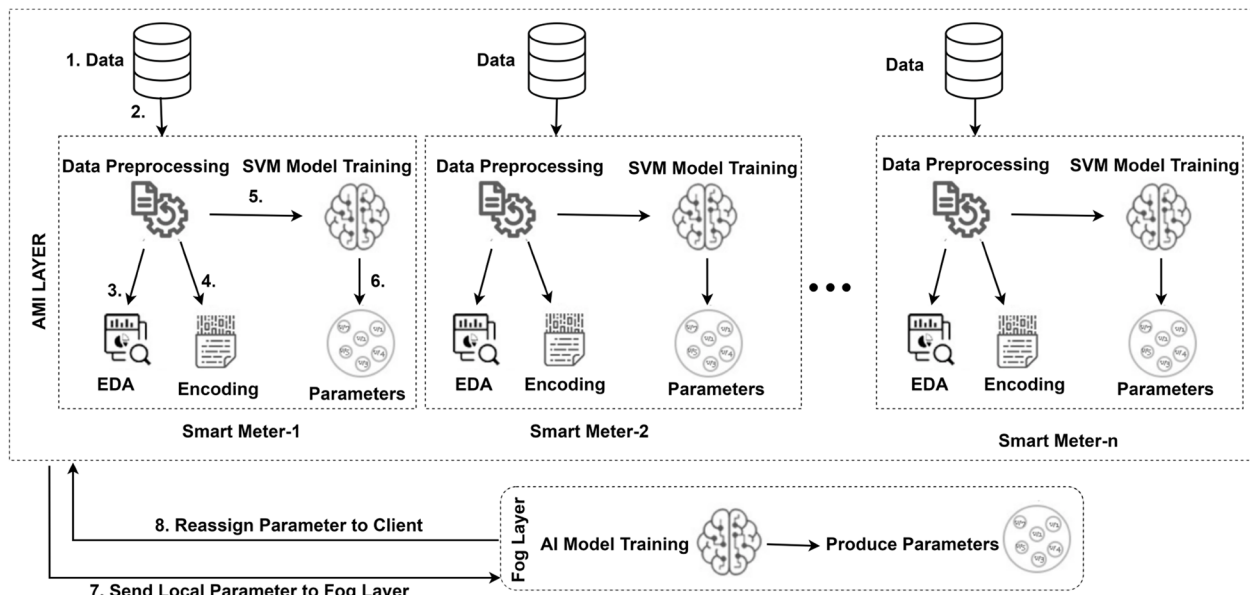 1. Data
Data
Data
2.
Data Preprocessing
SVM Model Training
Data Preprocessing
SVM Model Training
Data Preprocessing
SVM Model Training
5.
3.
4.
6.
AMI LAYER
EDA
Encoding
Parameters
EDA
Encoding
Parameters
EDA
Encoding
Parameters
Smart Meter-1
Smart Meter-2
Smart Meter-n
8. Reassign Parameter to Client
Fog Layer
AI Model Training
Produce Parameters
7. Send Local Parameter to Fog Layer